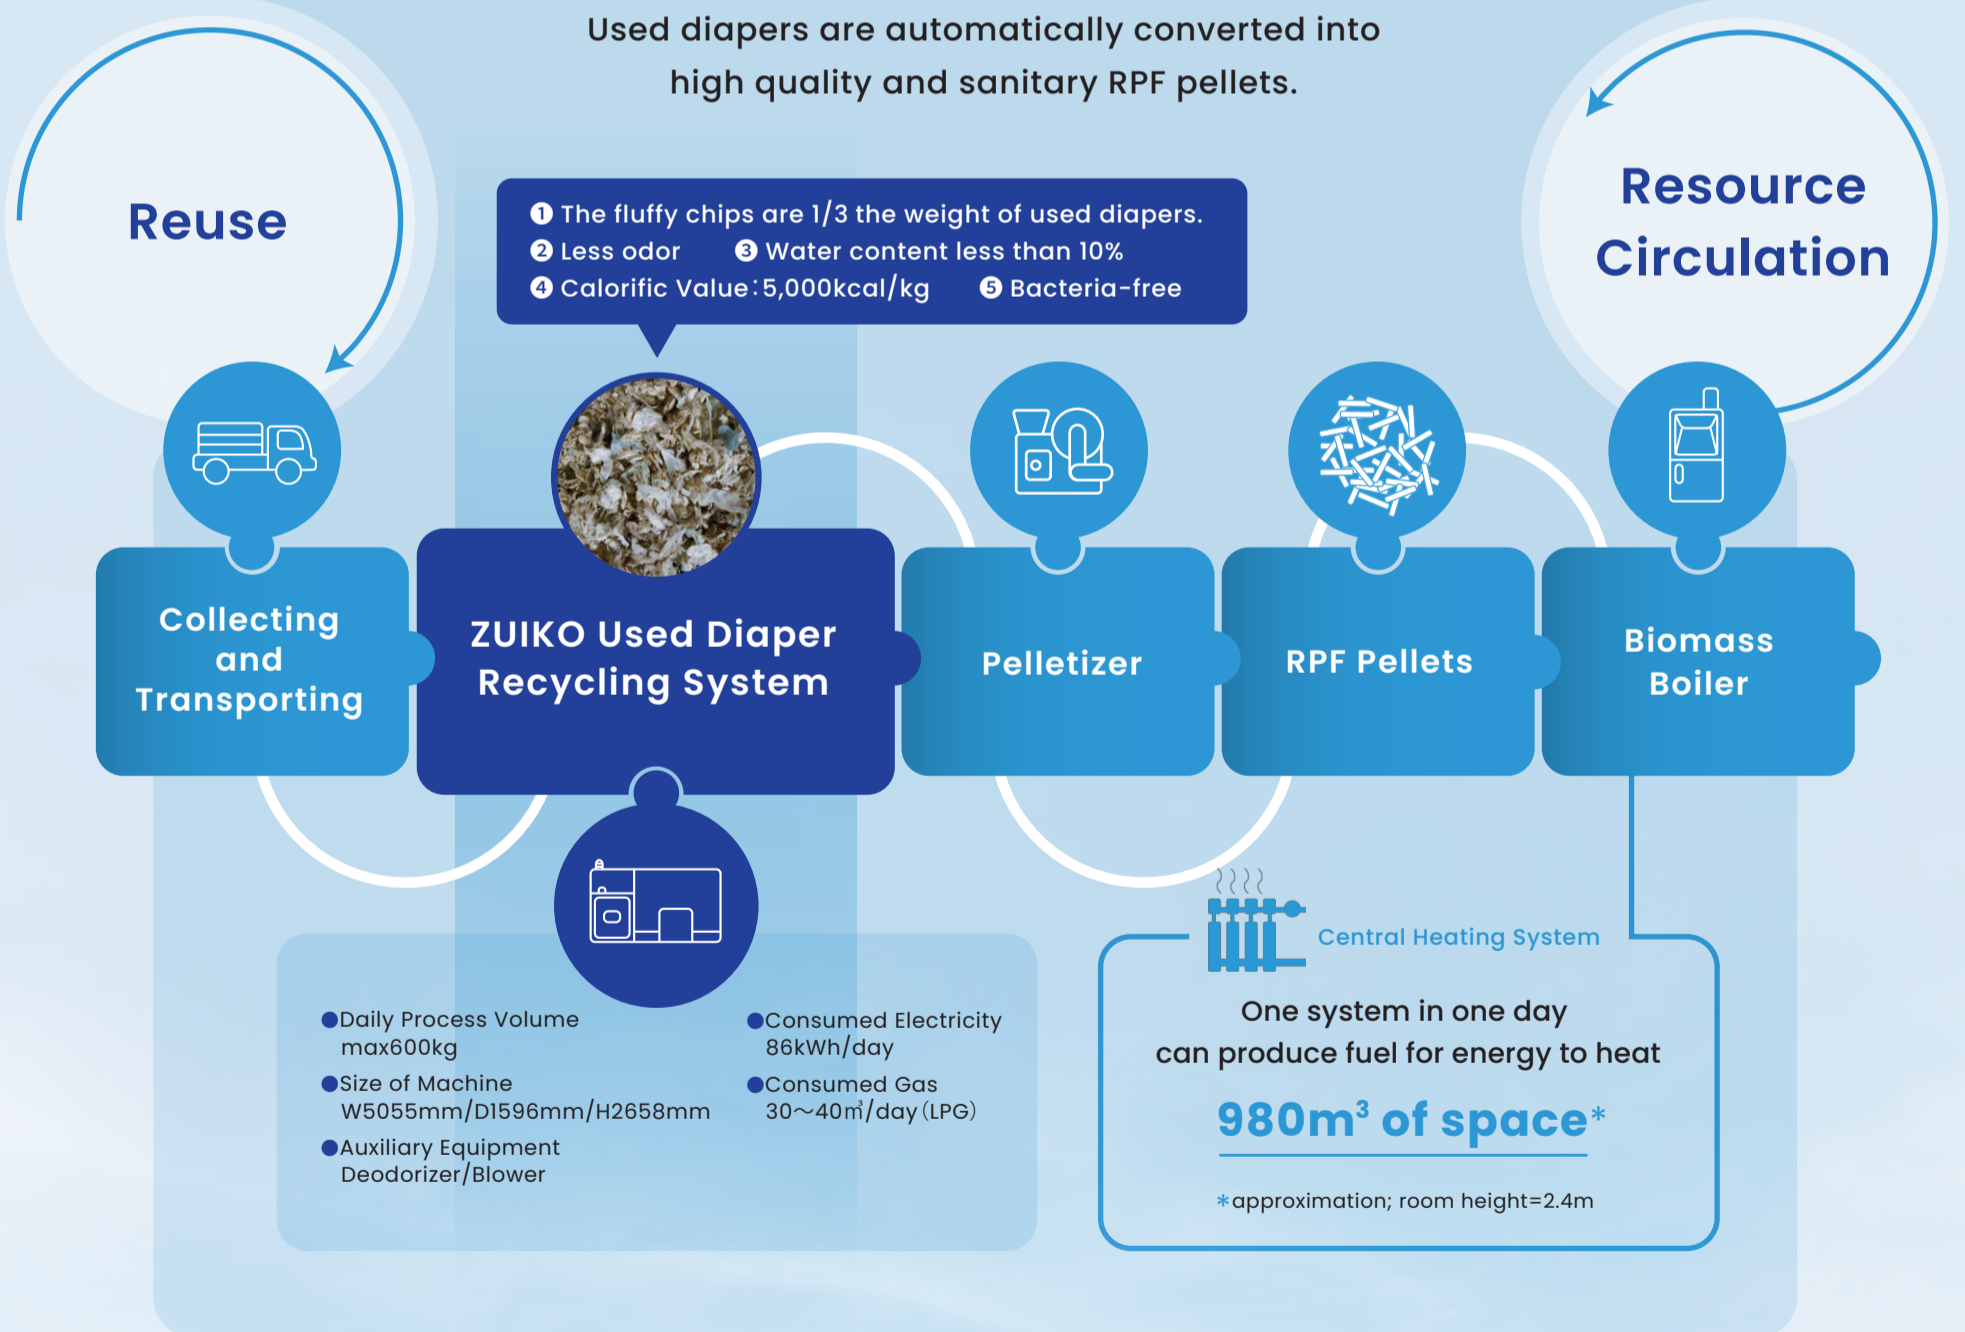 Used diapers are automatically converted into
high quality and sanitary RPF pellets.
Reuse
Resource
Circulation
❶ The fluffy chips are 1/3 the weight of used diapers.
❷ Less odor ❸ Water content less than 10%
❹ Calorific Value:5,000kcal/kg ❺ Bacteria-free
Collecting
and
Transporting
ZUIKO Used Diaper
Recycling System
Pelletizer
RPF Pellets
Biomass
Boiler
●Daily Process Volume
max600kg
●Size of Machine
W5055mm/D1596mm/H2658mm
●Auxiliary Equipment
Deodorizer/Blower
●Consumed Electricity
86kWh/day
●Consumed Gas
30～40㎥/day(LPG)
Central Heating System
One system in one day
can produce fuel for energy to heat
980m³ of space*
*approximation; room height=2.4m